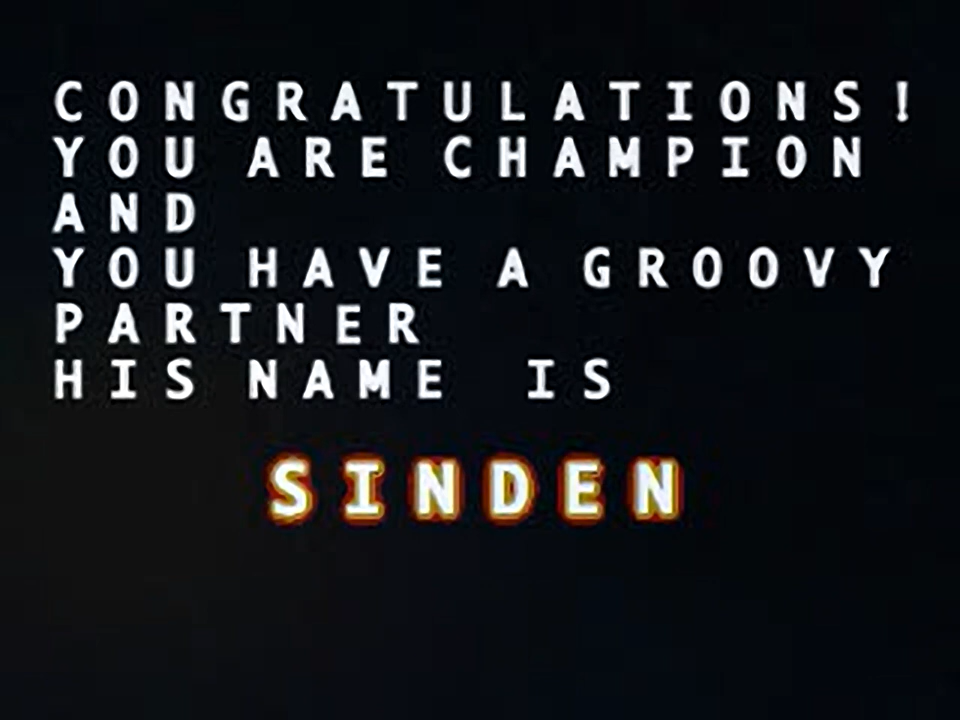 CONGRATULATIONS!
YOU ARE CHAMPION
AND
YOU HAVE A GROOVY
PARTNER
HIS NAME IS
SINDEN